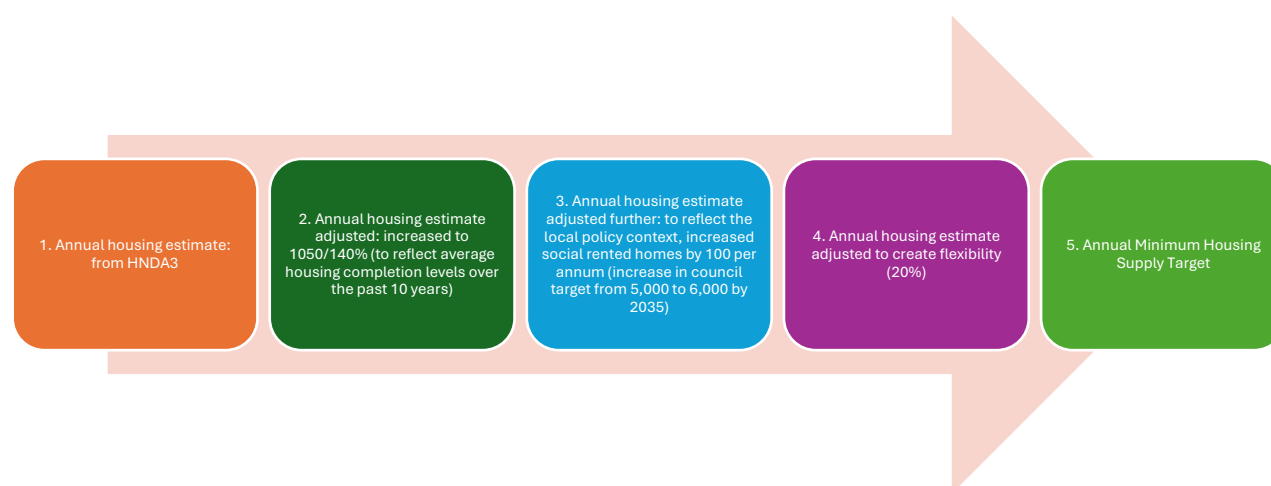 1. Annual housing estimate:
from HNDA3
2. Annual housing estimate
adjusted: increased to
1050/140% (to reflect average
housing completion levels over
the past 10 years)
3. Annual housing estimate
adjusted further: to reflect the
local policy context, increased
social rented homes by 100 per
annum (increase in council
target from 5,000 to 6,000 by
2035)
4. Annual housing estimate
adjusted to create flexibility
(20%)
5. Annual Minimum Housing
Supply Target